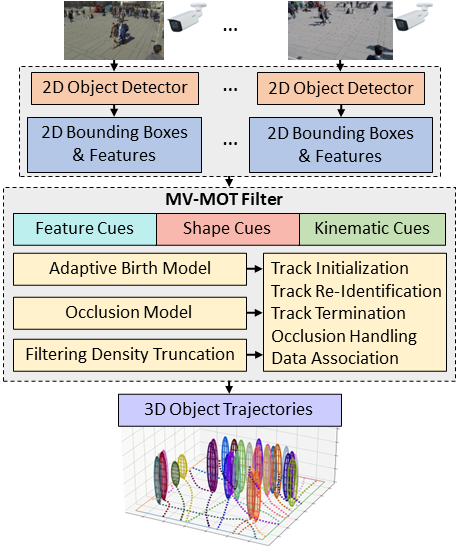 ...
2D Object Detector ... 2D Object Detector
2D Bounding Boxes & Features ... 2D Bounding Boxes & Features
MV-MOT Filter
Feature Cues Shape Cues Kinematic Cues
Adaptive Birth Model
Occlusion Model
Filtering Density Truncation
Track Initialization
Track Re-Identification
Track Termination
Occlusion Handling
Data Association
3D Object Trajectories